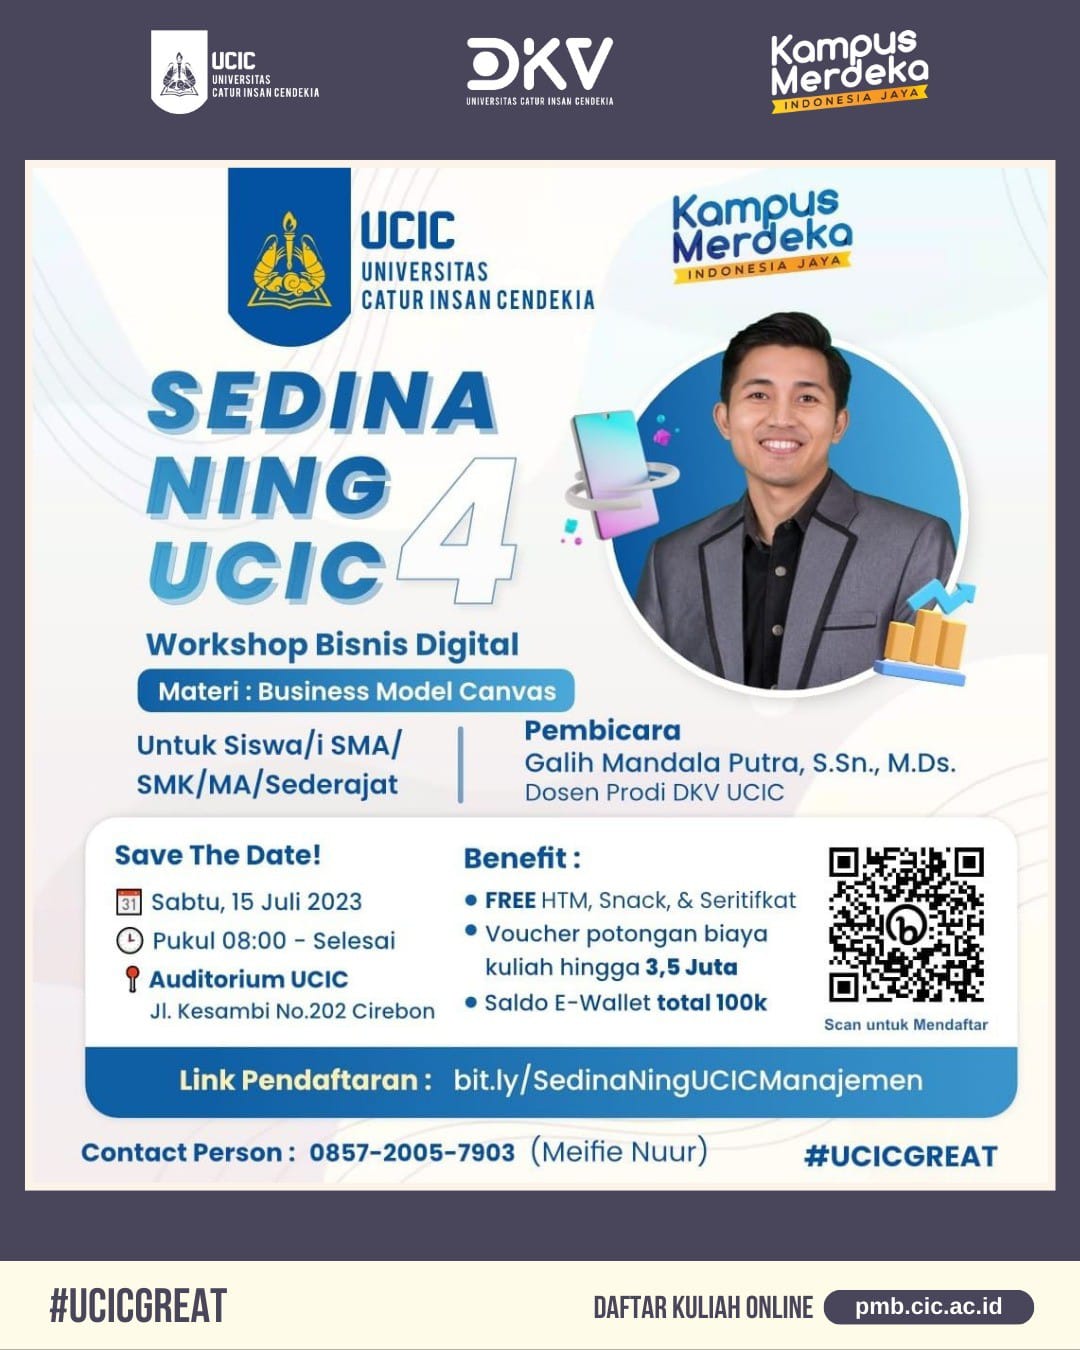 UCIC
UNIVERSITAS
CATUR INSAN CENDEKIA
DKV
UNIVERSITAS CATUR INSAN CENDEKIA
Kampus
Merdeka
INDONESIA JAYA
UCIC
UNIVERSITAS
CATUR INSAN CENDEKIA
Kampus
Merdeka
INDONESIA JAYA
SEDINA
NING
UCIC 4
Workshop Bisnis Digital
Materi : Business Model Canvas
Untuk Siswa/i SMA/
SMK/MA/Sederajat
Pembicara
Galih Mandala Putra, S.Sn., M.Ds.
Dosen Prodi DKV UCIC
Save The Date!
31 Sabtu, 15 Juli 2023
Pukul 08:00 - Selesai
Auditorium UCIC
Jl. Kesambi No.202 Cirebon
Benefit :
• FREE HTM, Snack, & Seritifkat
• Voucher potongan biaya
kuliah hingga 3,5 Juta
• Saldo E-Wallet total 100k
b
Scan untuk Mendaftar
Link Pendaftaran : bit.ly/SedinaNingUCICManajemen
Contact Person : 0857-2005-7903 (Meifie Nuur)
#UCICGREAT
#UCICGREAT
DAFTAR KULIAH ONLINE pmb.cic.ac.id